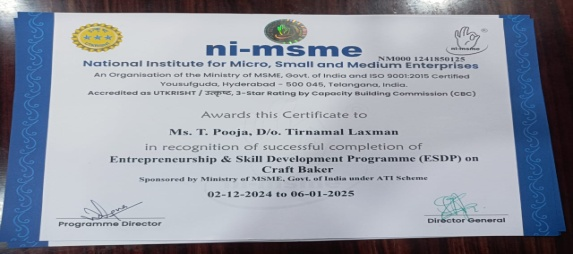 ni-msme
ni-msme
NM000 1241850125
National Institute for Micro, Small and Medium Enterprises
An Organisation of the Ministry of MSME, Govt. of India and ISO 9001:2015 Certified
Yousufguda, Hyderabad - 500 045, Telangana, India.
Accredited as UTKRISHT / उत्कृष्ट, 3-Star Rating by Capacity Building Commission (CBC)
Awards this Certificate to
Ms. T. Pooja, D/o. Tirnamal Laxman
in recognition of successful completion of
Entrepreneurship & Skill Development Programme (ESDP) on
Craft Baker
Sponsored by Ministry of MSME, Govt. of India under ATI Scheme
02-12-2024 to 06-01-2025
Programme Director
Director General